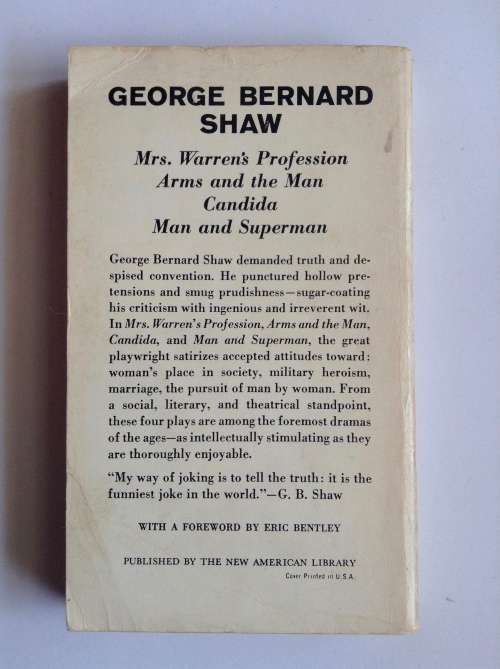 GEORGE BERNARD
SHAW
Mrs. Warren's Profession
Arms and the Man
Candida
Man and Superman
George Bernard Shaw demanded truth and de-
spised convention. He punctured hollow pre-
tensions and smug prudishness—sugar-coating
his criticism with ingenious and irreverent wit.
In Mrs. Warren's Profession, Arms and the Man,
Candida, and Man and Superman, the great
playwright satirizes accepted attitudes toward:
woman's place in society, military heroism,
marriage, the pursuit of man by woman. From
a social, literary, and theatrical standpoint,
these four plays are among the foremost dramas
of the ages—as intellectually stimulating as they
are thoroughly enjoyable.
“My way of joking is to tell the truth: it is the
funniest joke in the world.”—G. B. Shaw
WITH A FOREWORD BY ERIC BENTLEY
PUBLISHED BY THE NEW AMERICAN LIBRARY
Cover Printed in U.S.A.